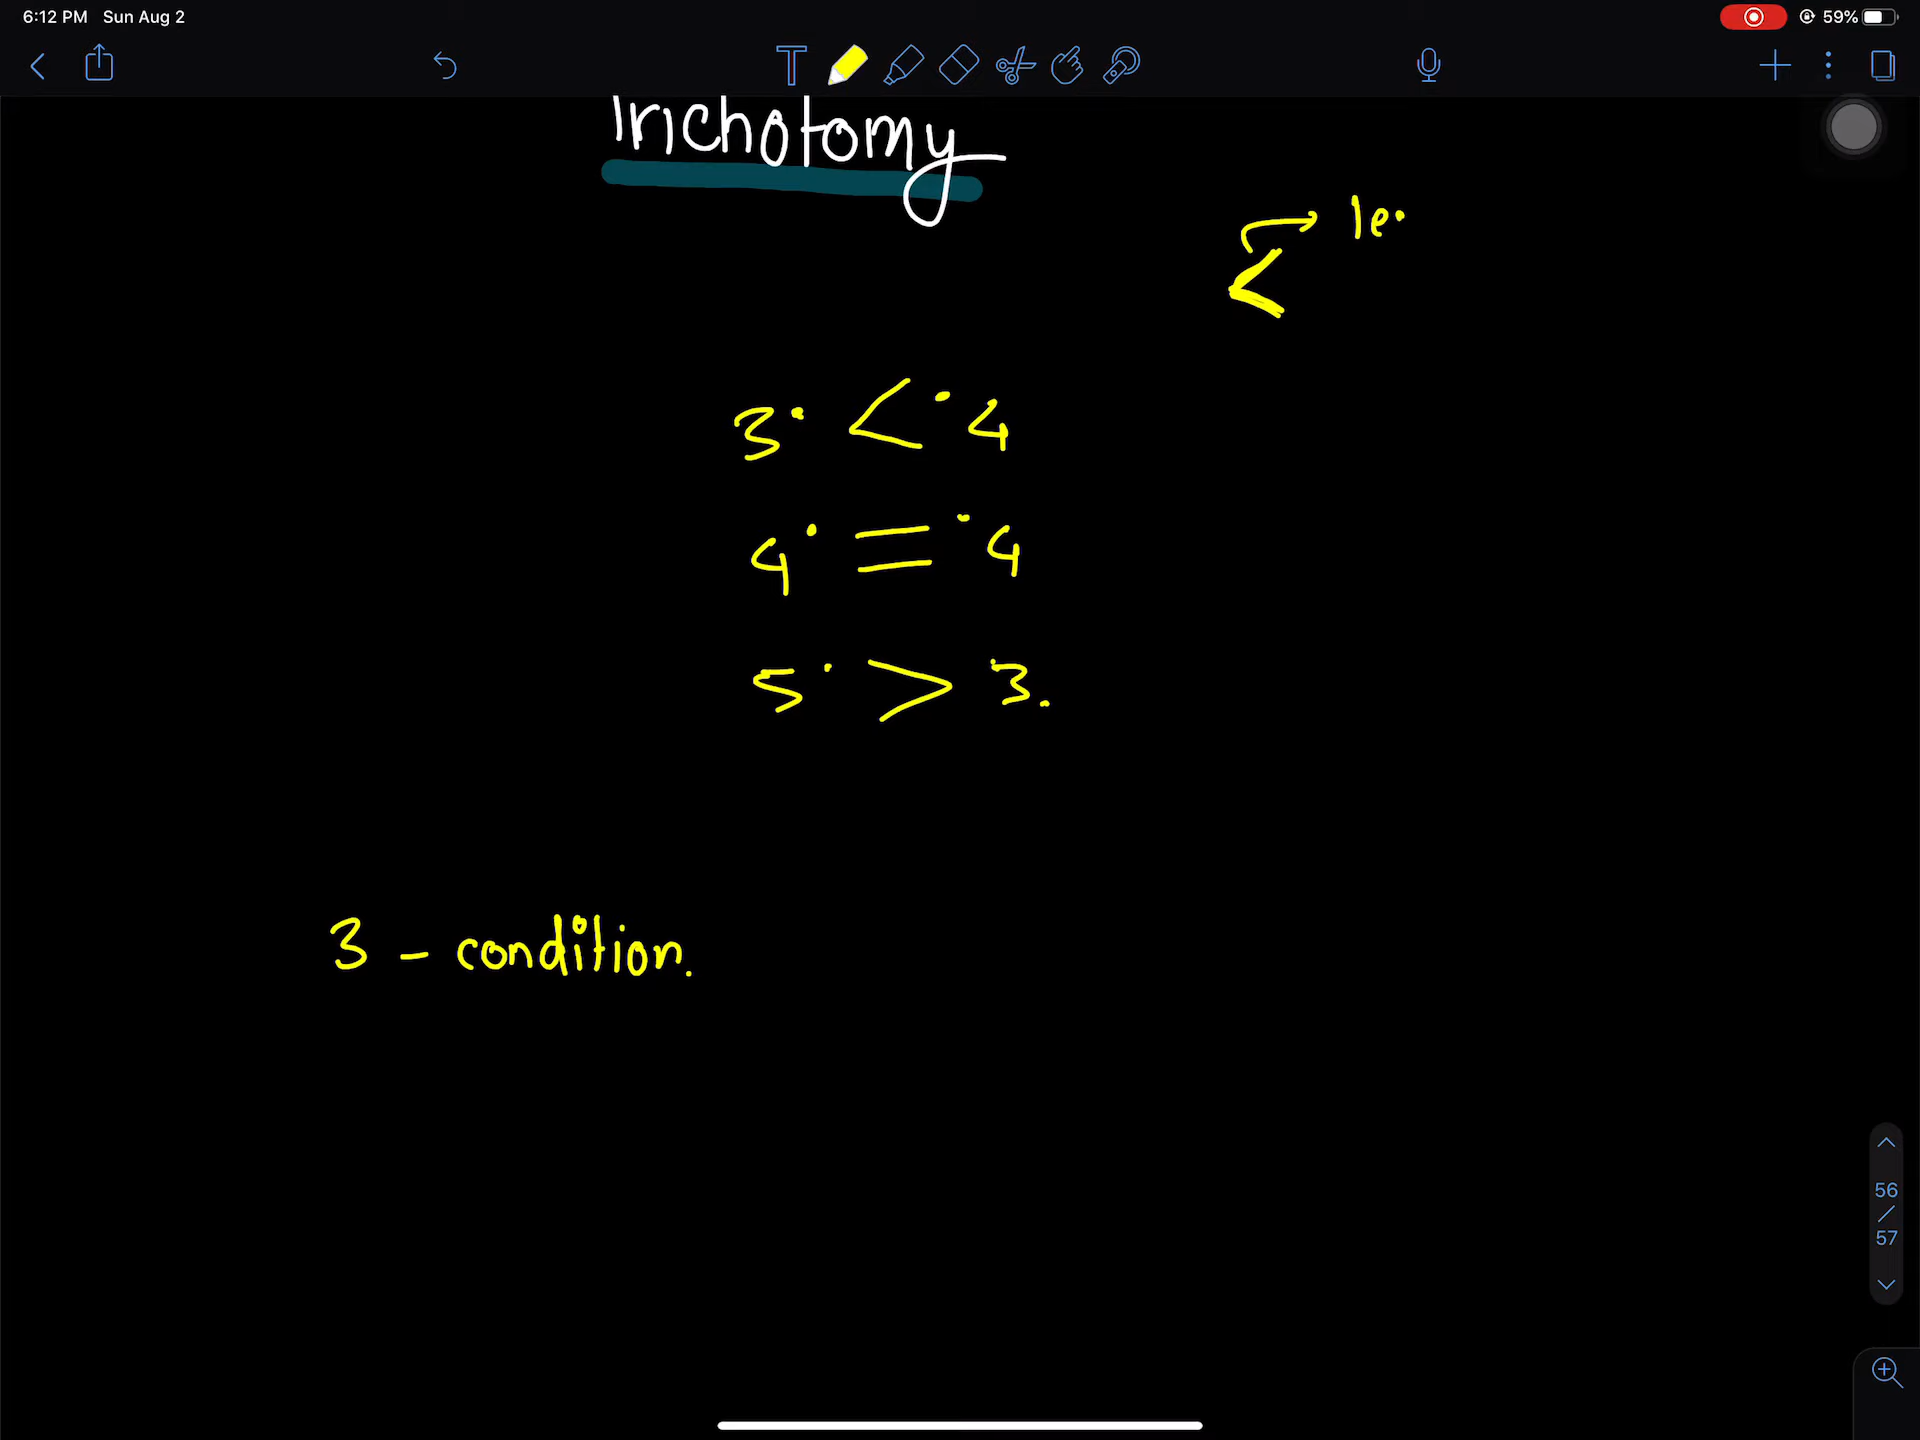 6:12 PM Sun Aug 2
59%
Trichotomy
< → le
3 < 4
4 = 4
5 > 3.
3 - condition.
56
/
57